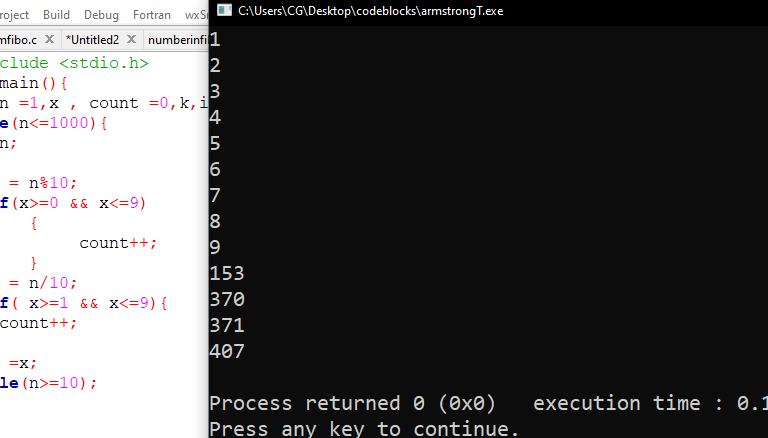 roject Build Debug Fortran wxSm
mfibo.c *Untitled2 numberinfi
clude <stdio.h>
main(){
n =1,x , count =0,k,i
e(n<=1000){
n;
= n%10;
f(x>=0 && x<=9)
{
count++;
}
= n/10;
f( x>=1 && x<=9){
count++;
=x;
le(n>=10);
C:\Users\CG\Desktop\codeblocks\armstrongT.exe
1
2
3
4
5
6
7
8
9
153
370
371
407
Process returned 0 (0x0) execution time : 0.1
Press any key to continue.